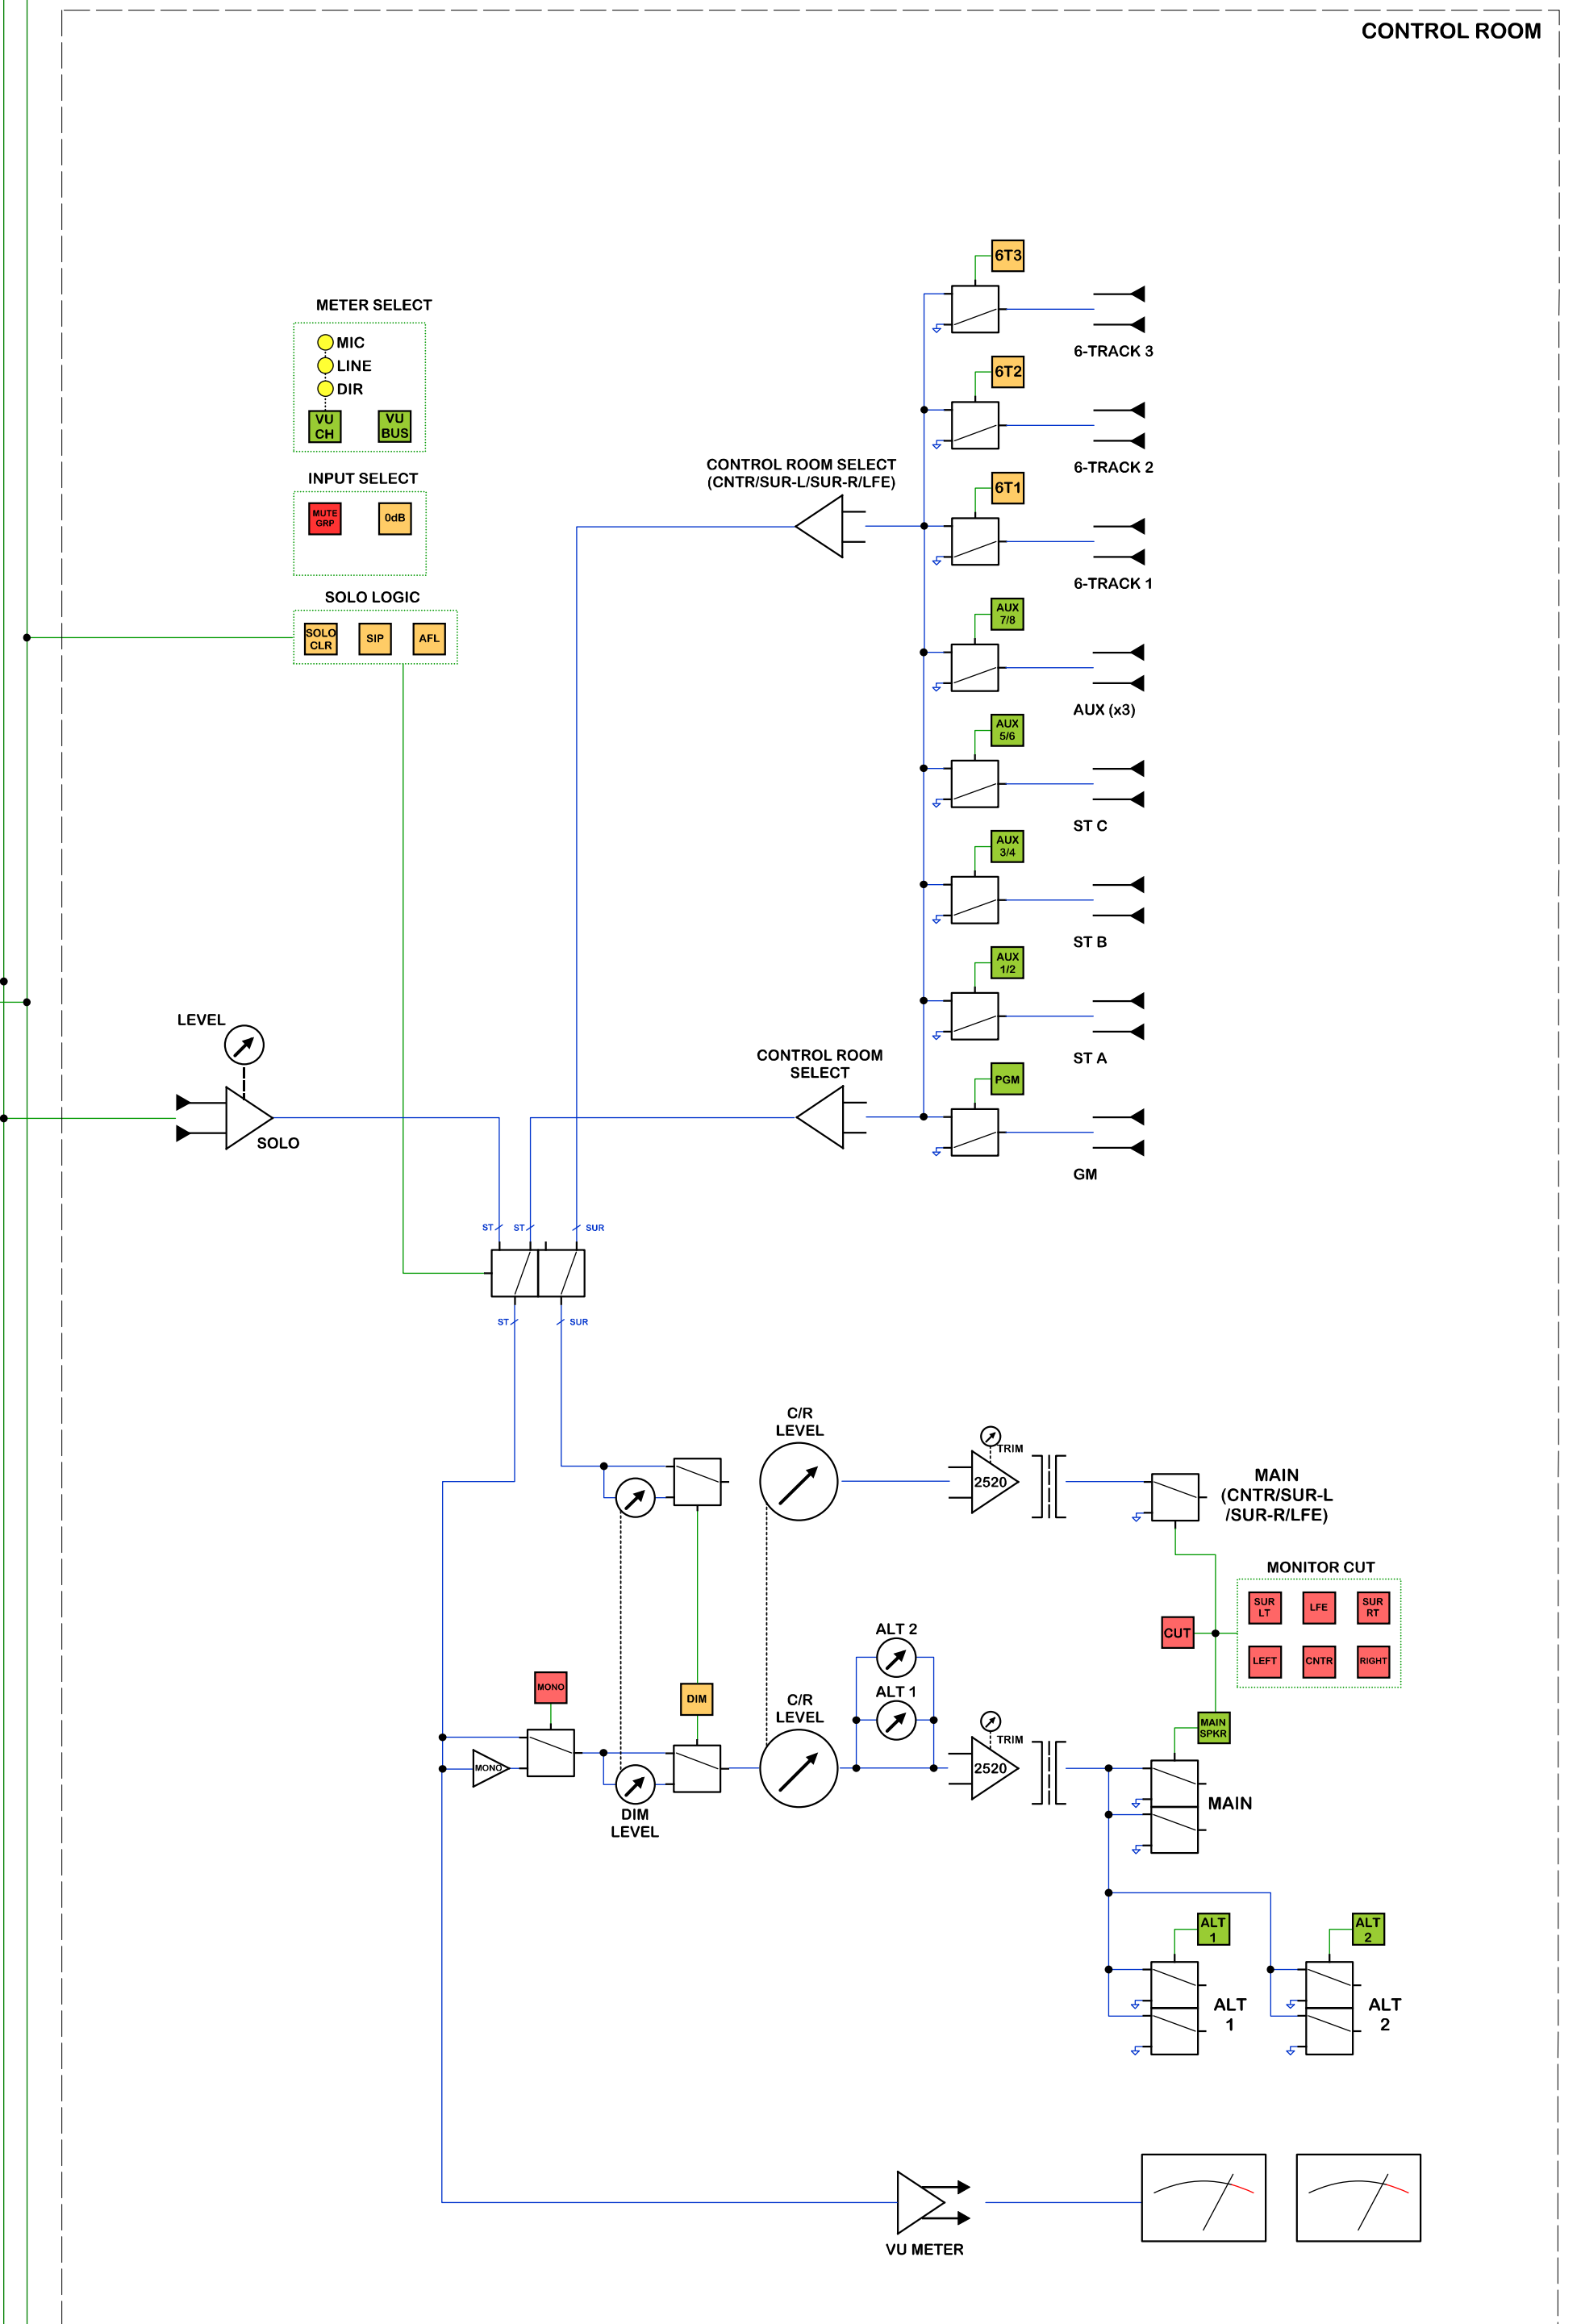 CONTROL ROOM
6T3
6-TRACK 3
METER SELECT
MIC
LINE
DIR
VU
CH
VU
BUS
6T2
6-TRACK 2
CONTROL ROOM SELECT
(CNTR/SUR-L/SUR-R/LFE)
INPUT SELECT
MUTE
GRP
0dB
6T1
6-TRACK 1
SOLO LOGIC
SOLO
CLR
SIP
AFL
AUX
7/8
AUX (x3)
AUX
5/6
ST C
AUX
3/4
ST B
AUX
1/2
ST A
LEVEL
SOLO
CONTROL ROOM
SELECT
PGM
GM
ST
ST
SUR
ST
SUR
C/R
LEVEL
TRIM
2520
MAIN
(CNTR/SUR-L
/SUR-R/LFE)
MONITOR CUT
SUR
LT
LFE
SUR
RT
CUT
LEFT
CNTR
RIGHT
ALT 2
ALT 1
MONO
DIM
C/R
LEVEL
MAIN
SPKR
TRIM
MONO
2520
MAIN
DIM
LEVEL
ALT
1
ALT
2
ALT
1
ALT
2
VU METER